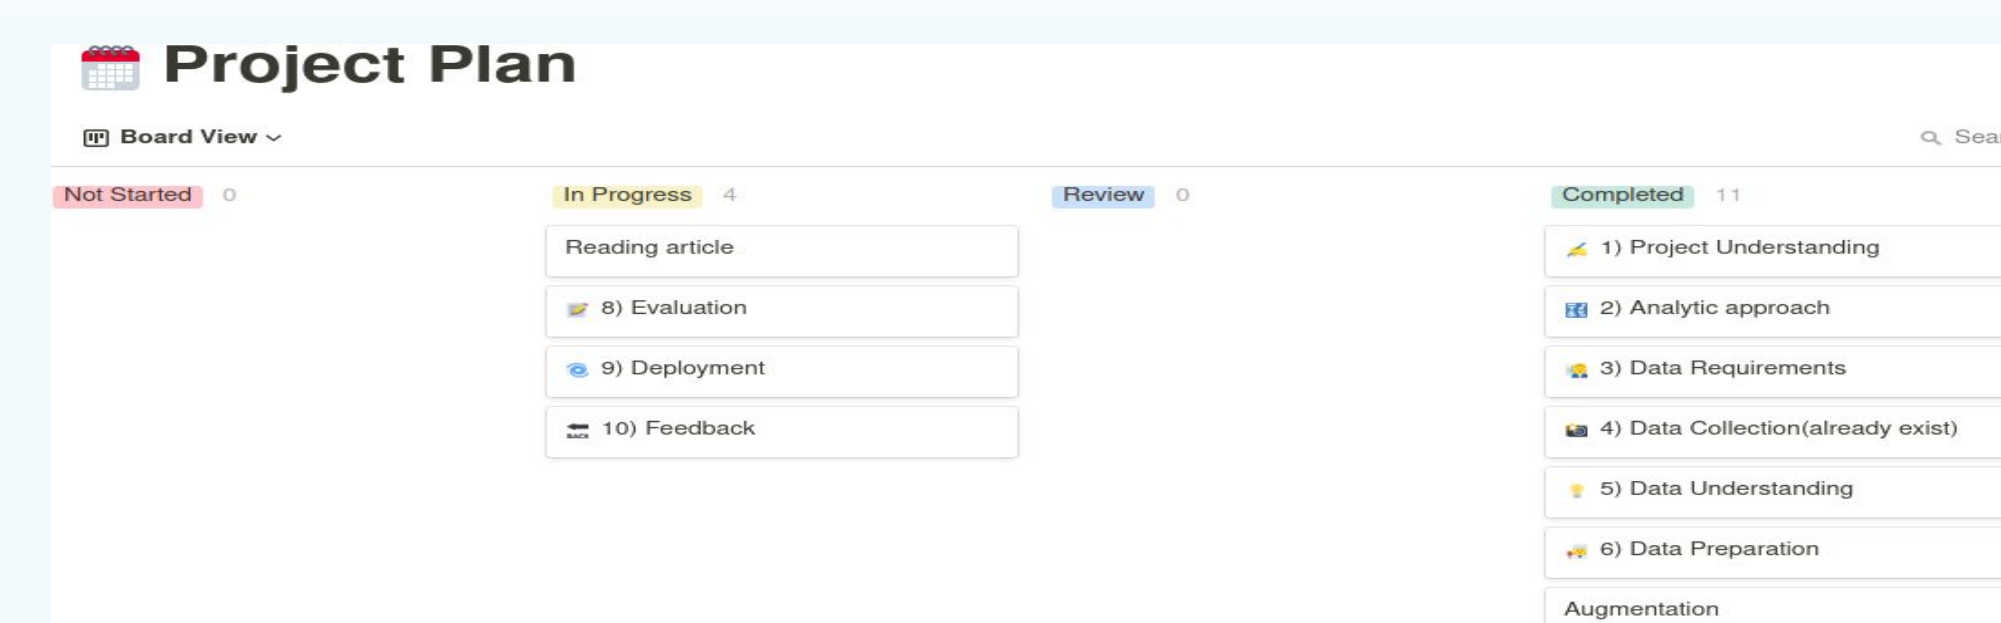 Project Plan
Board View
Not Started 0
In Progress 4
Reading article
8) Evaluation
9) Deployment
10) Feedback
Review 0
Completed 11
1) Project Understanding
2) Analytic approach
3) Data Requirements
4) Data Collection(already exist)
5) Data Understanding
6) Data Preparation
Augmentation